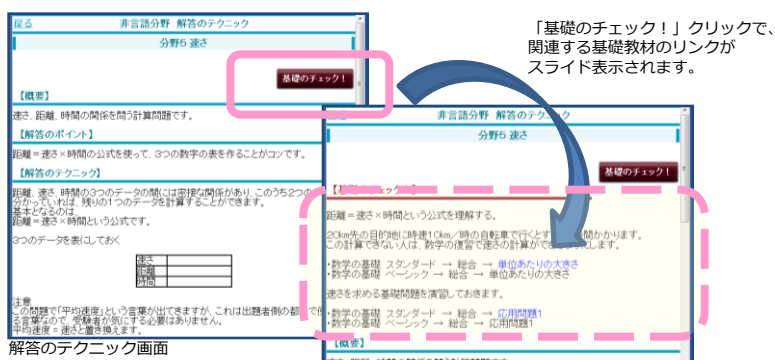 戻る 非言語分野 解答のテクニック
分野5 速さ
基礎のチェック！
【概要】
速さ、距離、時間の関係を問う計算問題です。
【解答のポイント】
距離＝速さ×時間の公式を使って、3つの数字の表を作ることがコツです。
【解答のテクニック】
距離、速さ、時間の3つのデータの間には密接な関係があり、このうち2つの
分かっていれば、残りの1つのデータを計算することができます。
基本となるのは、
距離＝速さ×時間という公式です。
3つのデータを表にしておく
速さ
距離
時間
注意
この問題で「平均速度」という言葉が出てきますが、これは出題者側の都
る言葉なので、受験者が気にする必要はありません。
平均速度＝速さと置き換えます。
解答のテクニック画面
「基礎のチェック！」クリックで、
関連する基礎教材のリンクが
スライド表示されます。
非言語分野 解答のテクニック
分野5 速さ
基礎のチェック！
距離＝速さ×時間という公式を理解する。
20km先の目的地に時速10km／時の自転車で行くとす 間かかります。
この計算できない人は、数学の復習で速さの計算ができ します。
・数学の基礎 スタンダード → 総合 → 単位あたりの大きさ
・数学の基礎 ベーシック → 総合 → 単位あたりの大きさ
速さを求める基礎問題を演習しておきます。
・数学の基礎 スタンダード → 総合 → 応用問題1
・数学の基礎 ベーシック → 総合 → 応用問題1
【概要】